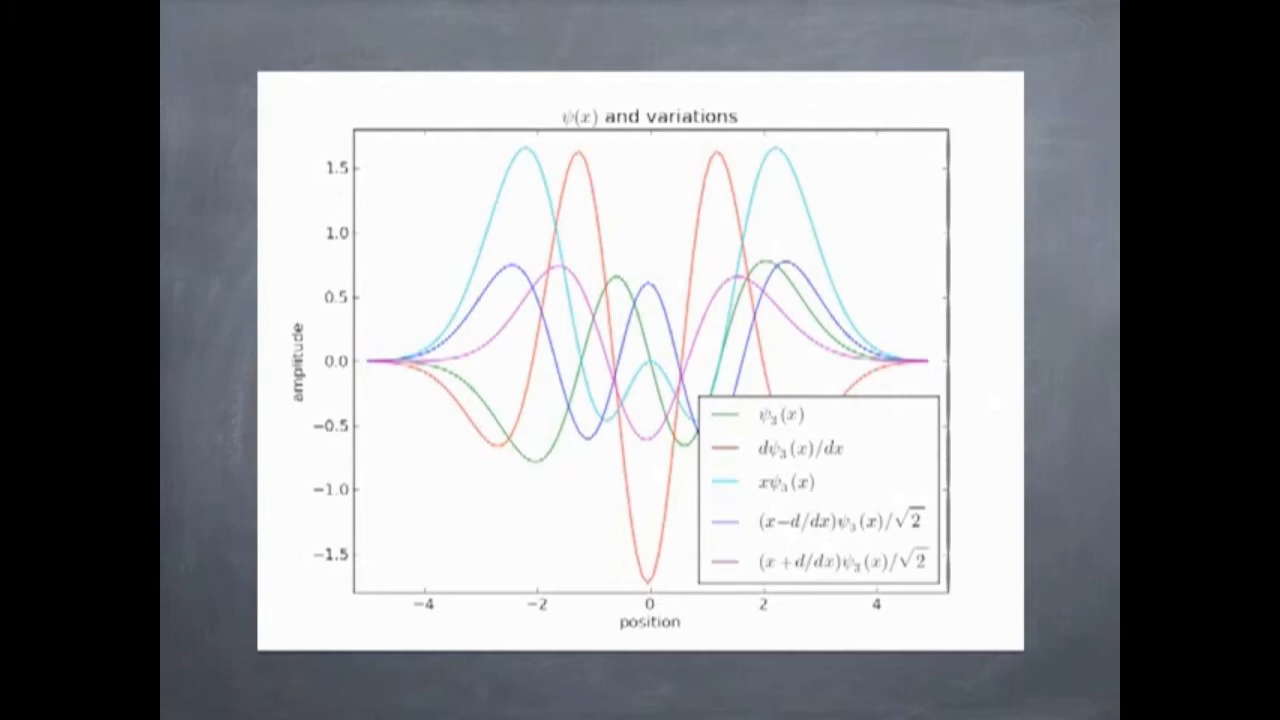 ψ(x) and variations
1.5
1.0
0.5
0.0
−0.5
−1.0
−1.5
amplitude
−4 −2 0 2 4
position
ψ₃(x)
dψ₃(x)/dx
xψ₃(x)
(x−d/dx)ψ₃(x)/√2
(x+d/dx)ψ₃(x)/√2